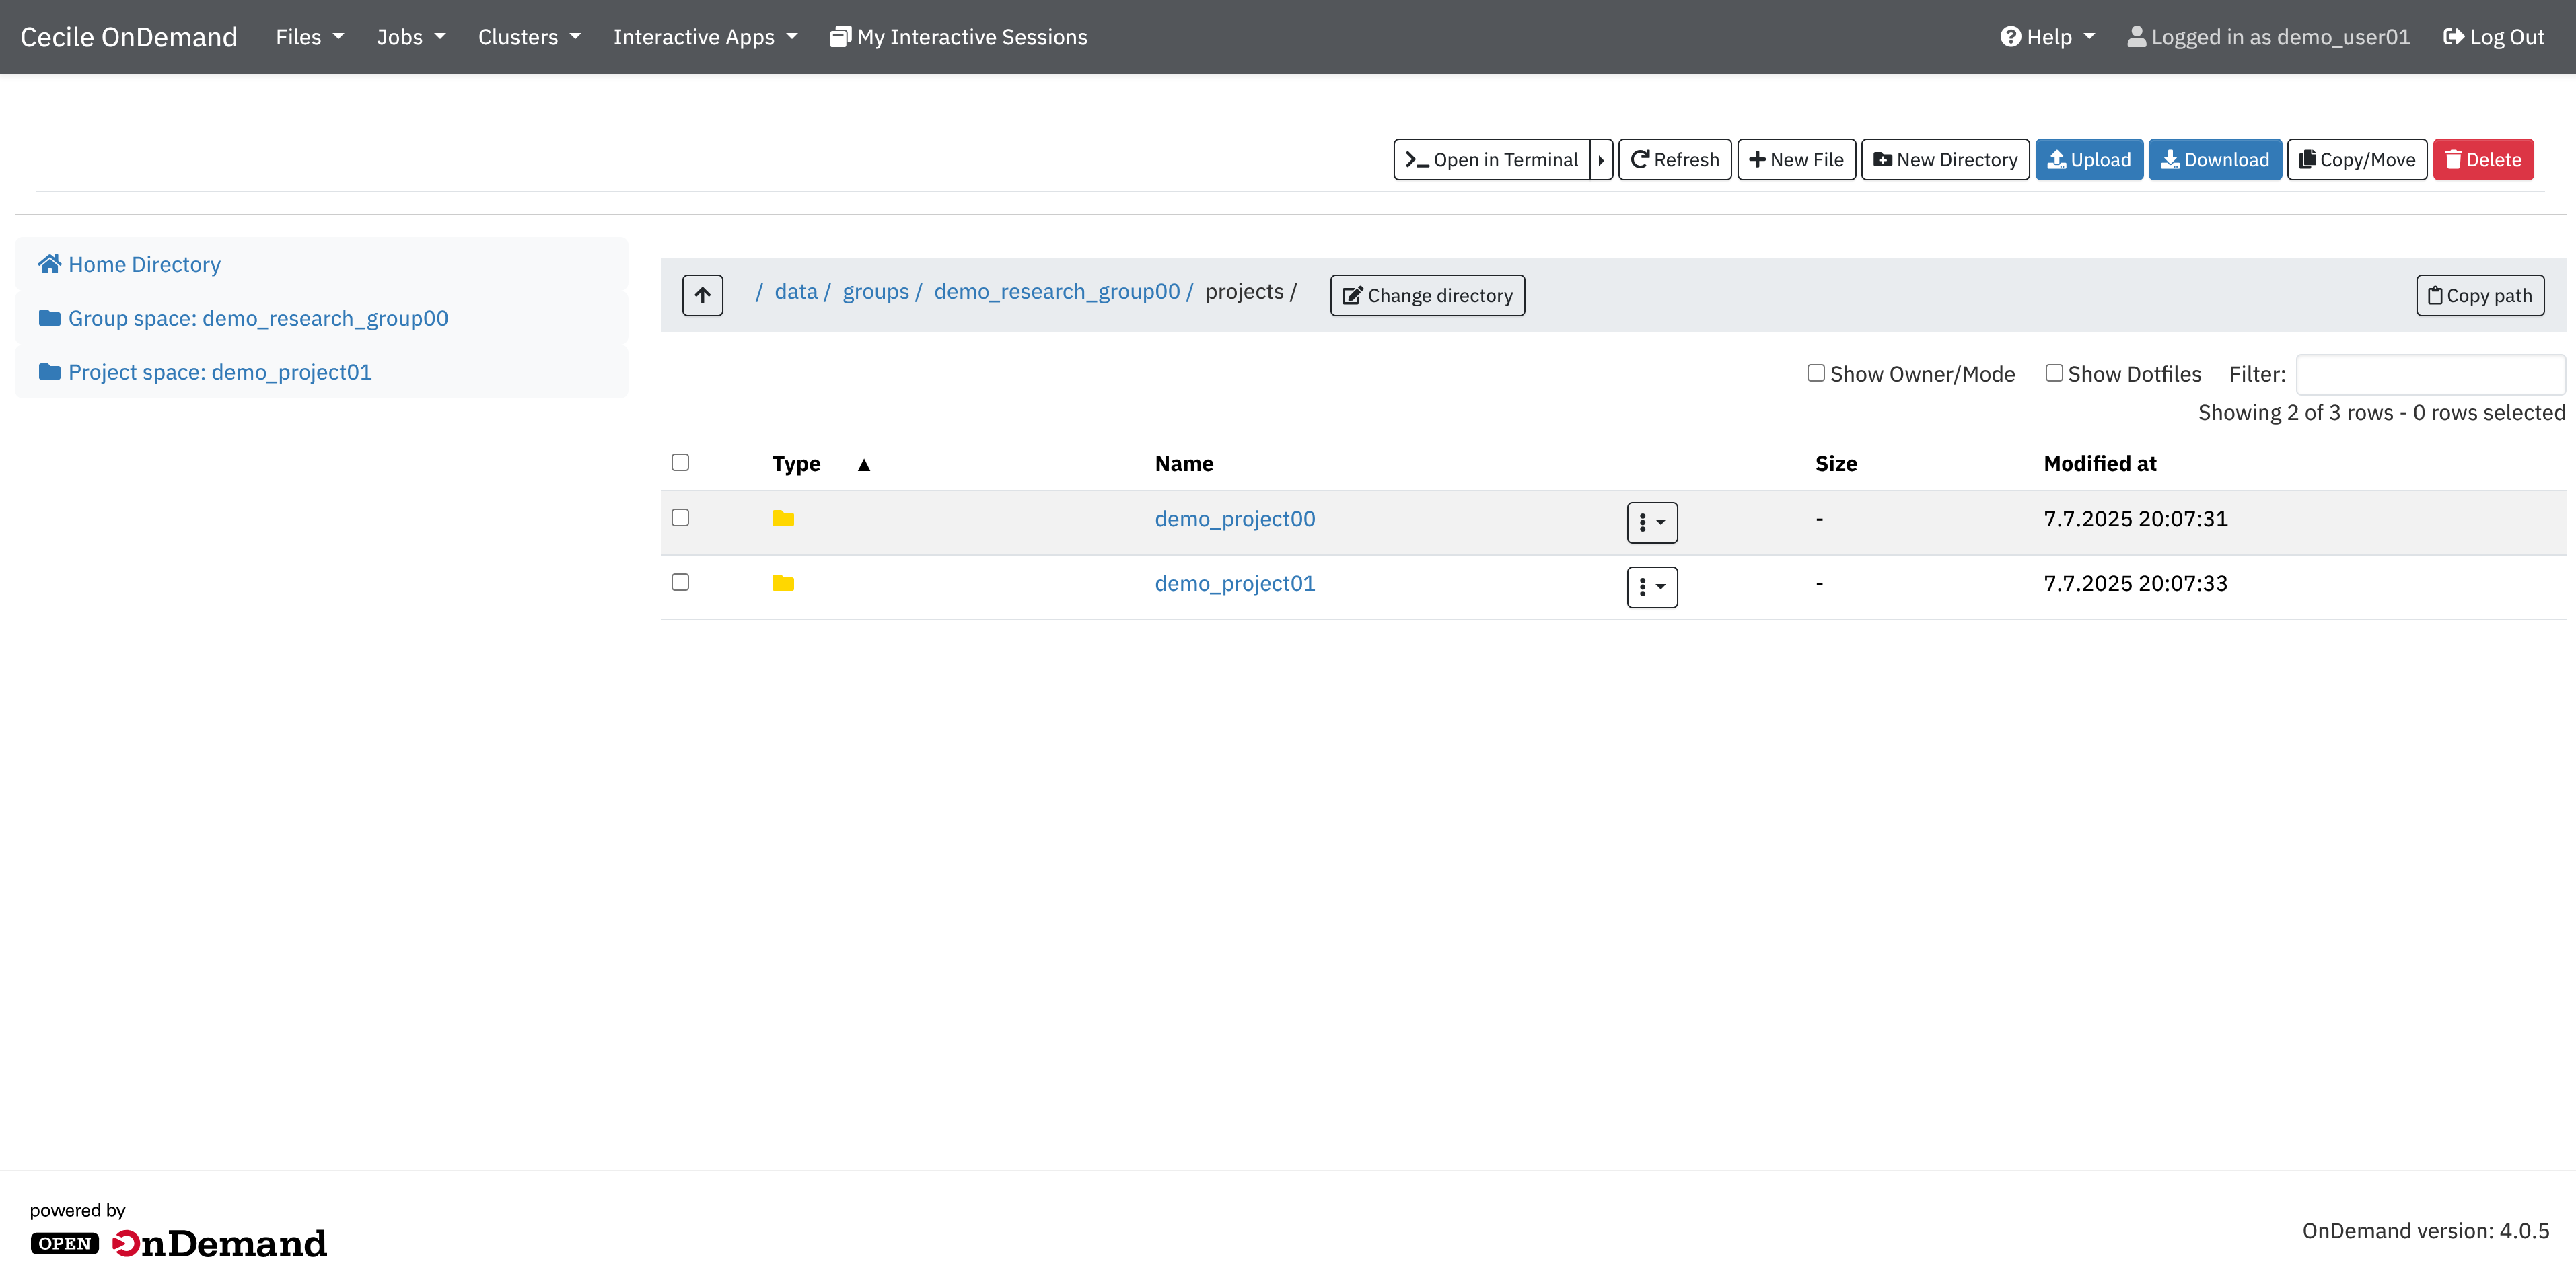 Cecile OnDemand Files Jobs Clusters Interactive Apps My Interactive Sessions Help Logged in as demo_user01 Log Out
Open in Terminal Refresh New File New Directory Upload Download Copy/Move Delete
Home Directory
Group space: demo_research_group00
Project space: demo_project01
/ data / groups / demo_research_group00 / projects / Change directory Copy path
Show Owner/Mode Show Dotfiles Filter:
Showing 2 of 3 rows - 0 rows selected
Type ▲ Name Size Modified at
demo_project00 - 7.7.2025 20:07:31
demo_project01 - 7.7.2025 20:07:33
powered by
OPEN OnDemand
OnDemand version: 4.0.5